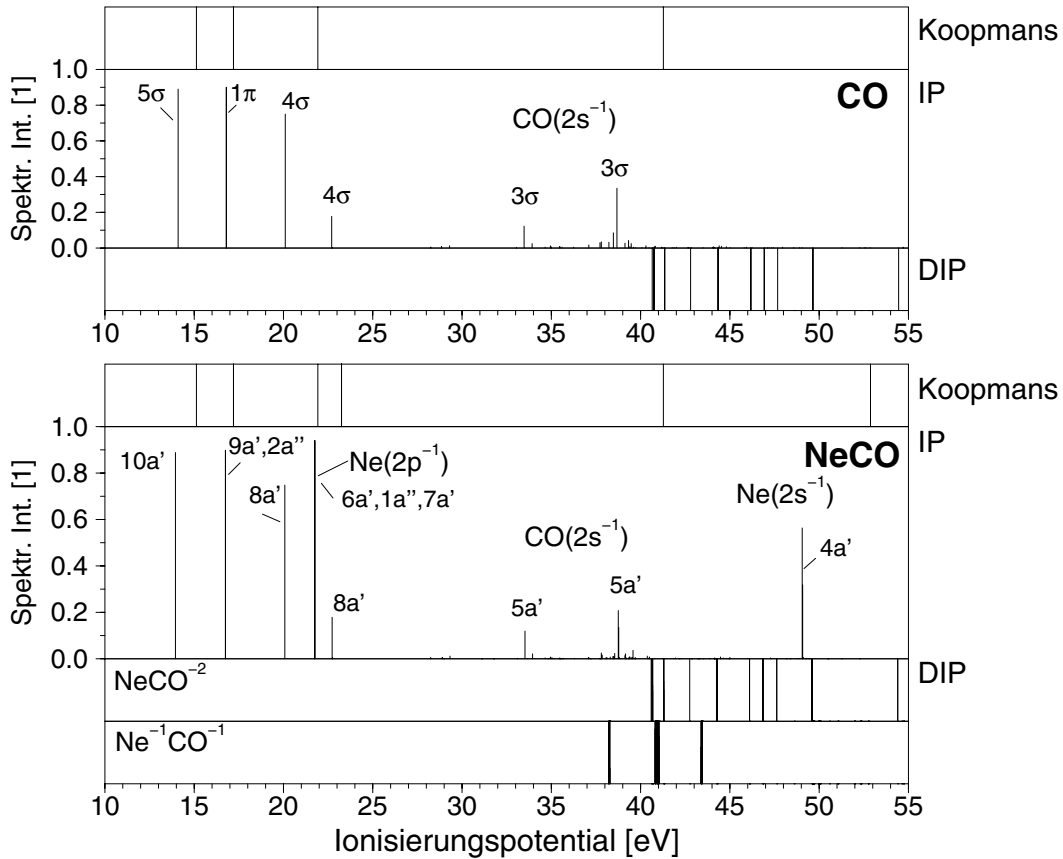 Koopmans
1.0
0.8
0.6
0.4
0.2
0.0
Spektr. Int. [1]
5σ
1π
4σ
4σ
CO(2s⁻¹)
3σ
3σ
CO
IP
DIP
10 15 20 25 30 35 40 45 50 55
Koopmans
1.0
0.8
0.6
0.4
0.2
0.0
Spektr. Int. [1]
10a'
9a',2a''
8a'
Ne(2p⁻¹)
6a',1a'',7a'
8a'
CO(2s⁻¹)
5a'
5a'
NeCO
Ne(2s⁻¹)
4a'
IP
NeCO⁻²
DIP
Ne⁻¹CO⁻¹
10 15 20 25 30 35 40 45 50 55
Ionisierungspotential [eV]